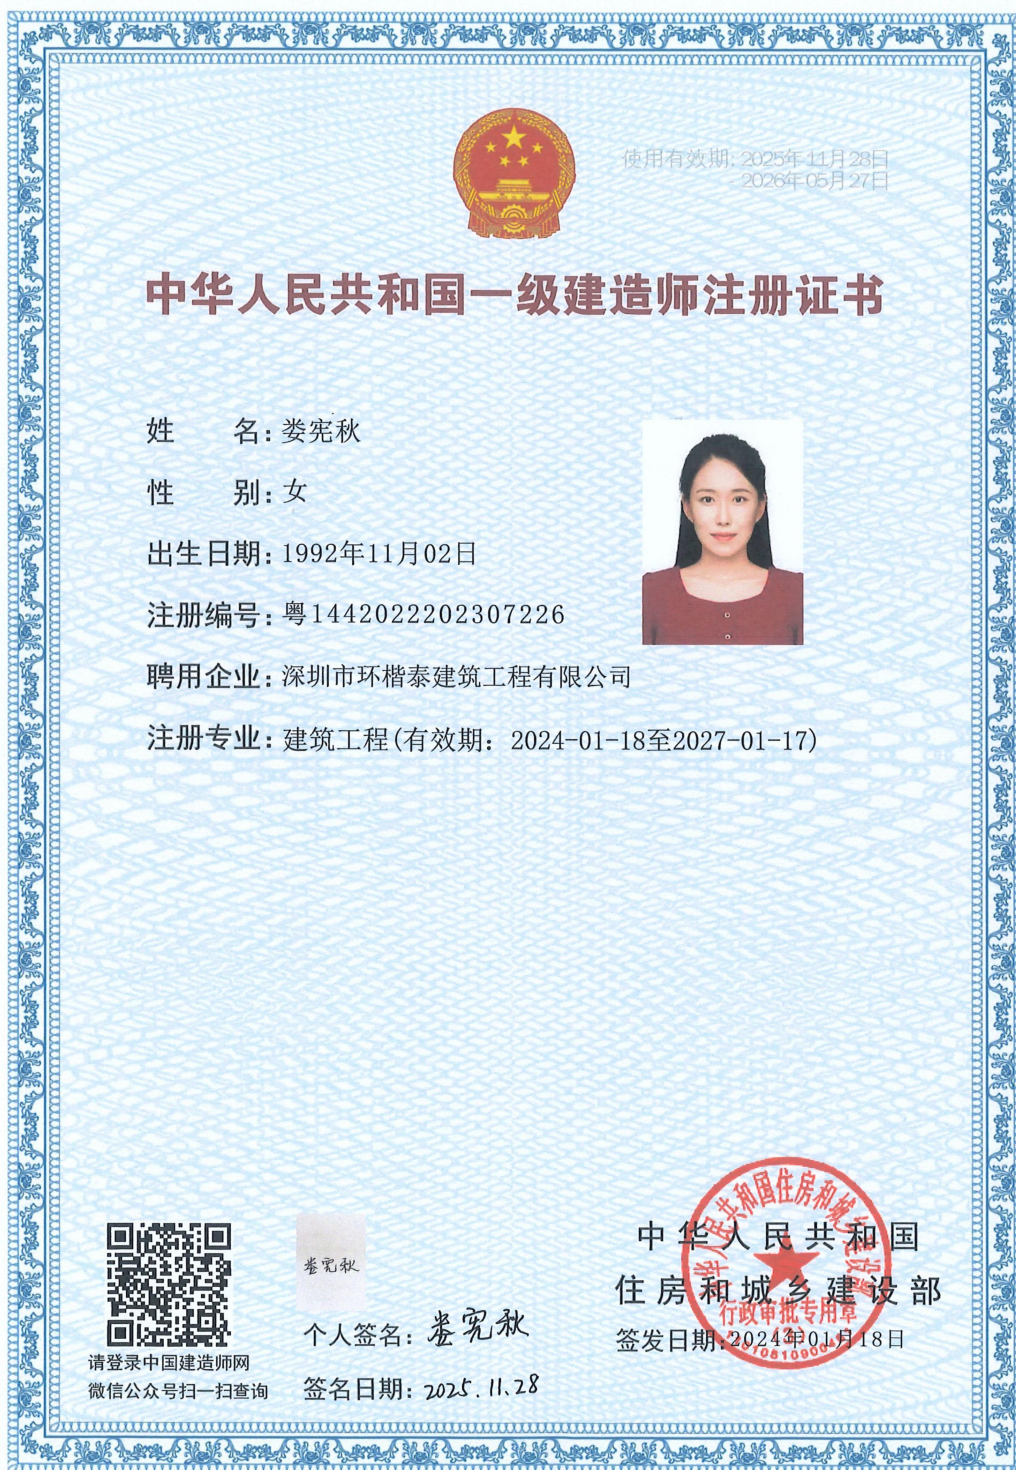 使用有效期: 2025年11月28日
2026年05月27日
中华人民共和国一级建造师注册证书
姓 名: 娄宪秋
性 别: 女
出生日期: 1992年11月02日
注册编号: 粤1442022202307226
聘用企业: 深圳市环楷泰建筑工程有限公司
注册专业: 建筑工程(有效期: 2024-01-18至2027-01-17)
请登录中国建造师网
微信公众号扫一扫查询
娄宪秋
个人签名: 娄宪秋
签名日期: 2025.11.28
中华人民共和国
住房和城乡建设部
签发日期: 2024年01月18日
中华人民共和国住房和城乡建设部
行政审批专用章